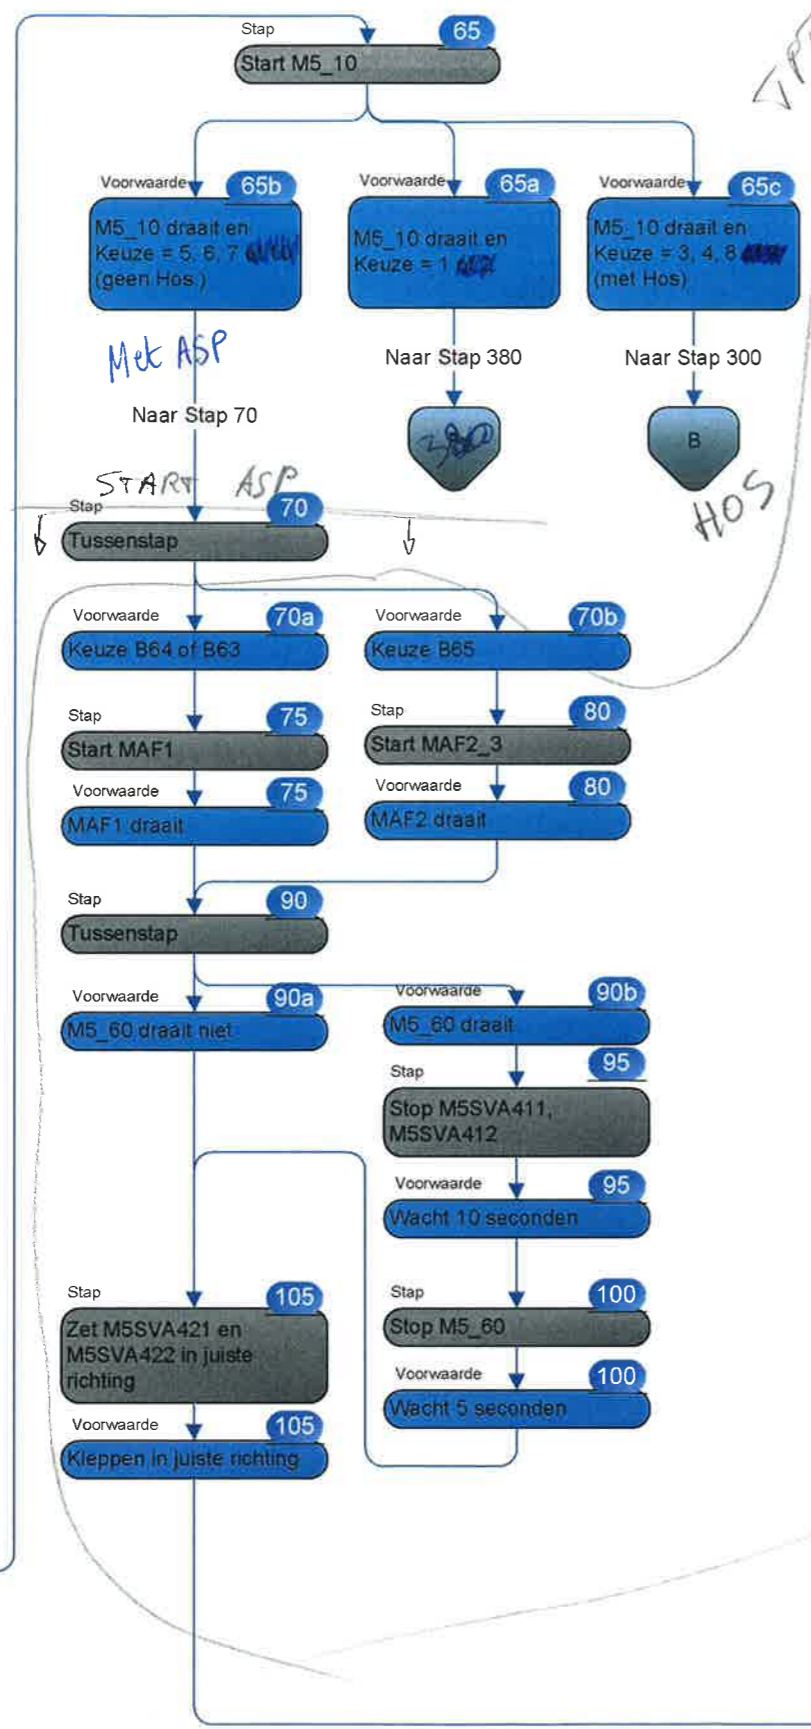 Stap
65
Start M5_10
Voorwaarde
65b
M5_10 draait en
Keuze = 5, 6, 7
(geen Hos )
Voorwaarde
65a
M5_10 draait en
Keuze = 1
Voorwaarde
65c
M5_10 draait en
Keuze = 3, 4, 8
(met Hos)
Met ASP
Naar Stap 70
Naar Stap 380
380
Naar Stap 300
B
HOS
START ASP
Stap
70
Tussenstap
Voorwaarde
70a
Keuze B64 of B63
Voorwaarde
70b
Keuze B65
Stap
75
Start MAF1
Stap
80
Start MAF2_3
Voorwaarde
75
MAF1 draait
Voorwaarde
80
MAF2 draait
Stap
90
Tussenstap
Voorwaarde
90a
M5_60 draait niet
Voorwaarde
90b
M5_60 draait
Stap
95
Stop M5SVA411,
M5SVA412
Voorwaarde
95
Wacht 10 seconden
Stap
105
Zet M5SVA421 en
M5SVA422 in juiste
richting
Stap
100
Stop M5_60
Voorwaarde
100
Wacht 5 seconden
Voorwaarde
105
Kleppen in juiste richting